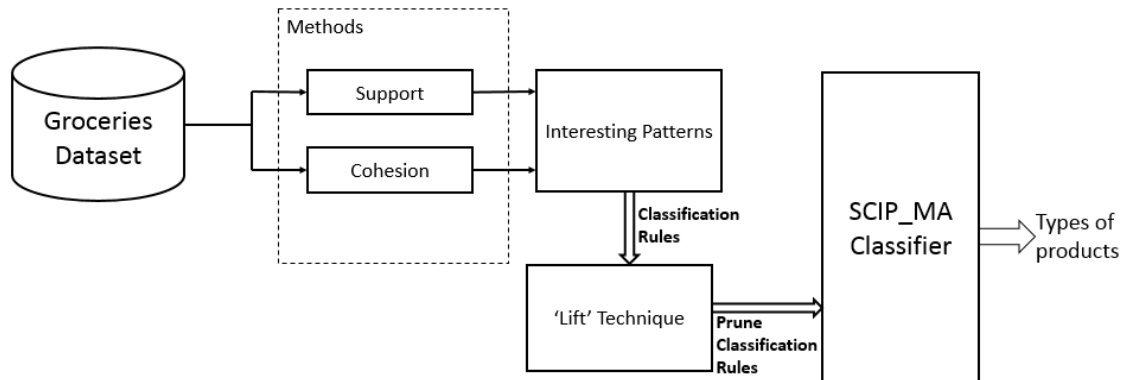 Methods
Groceries
Dataset
Support
Cohesion
Interesting Patterns
Classification
Rules
‘Lift’ Technique
Prune
Classification
Rules
SCIP_MA
Classifier
Types of
products